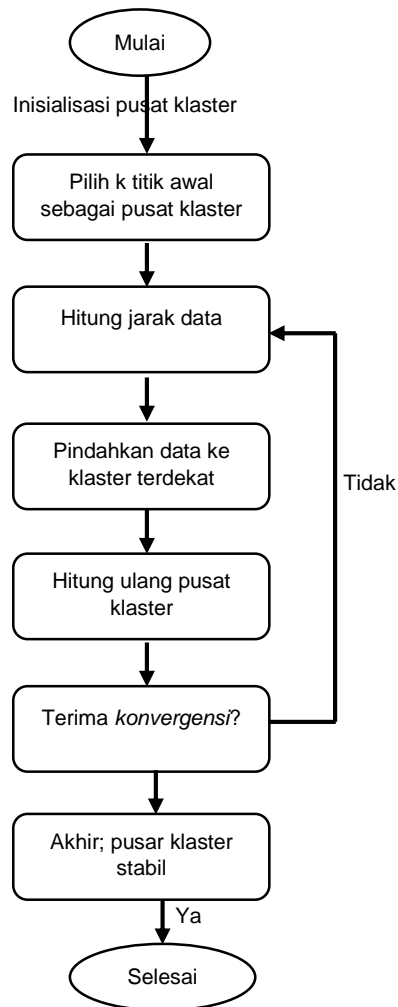 Mulai
Inisialisasi pusat klaster
Pilih k titik awal
sebagai pusat klaster
Hitung jarak data
Pindahkan data ke
klaster terdekat
Tidak
Hitung ulang pusat
klaster
Terima konvergensi?
Akhir; pusar klaster
stabil
Ya
Selesai